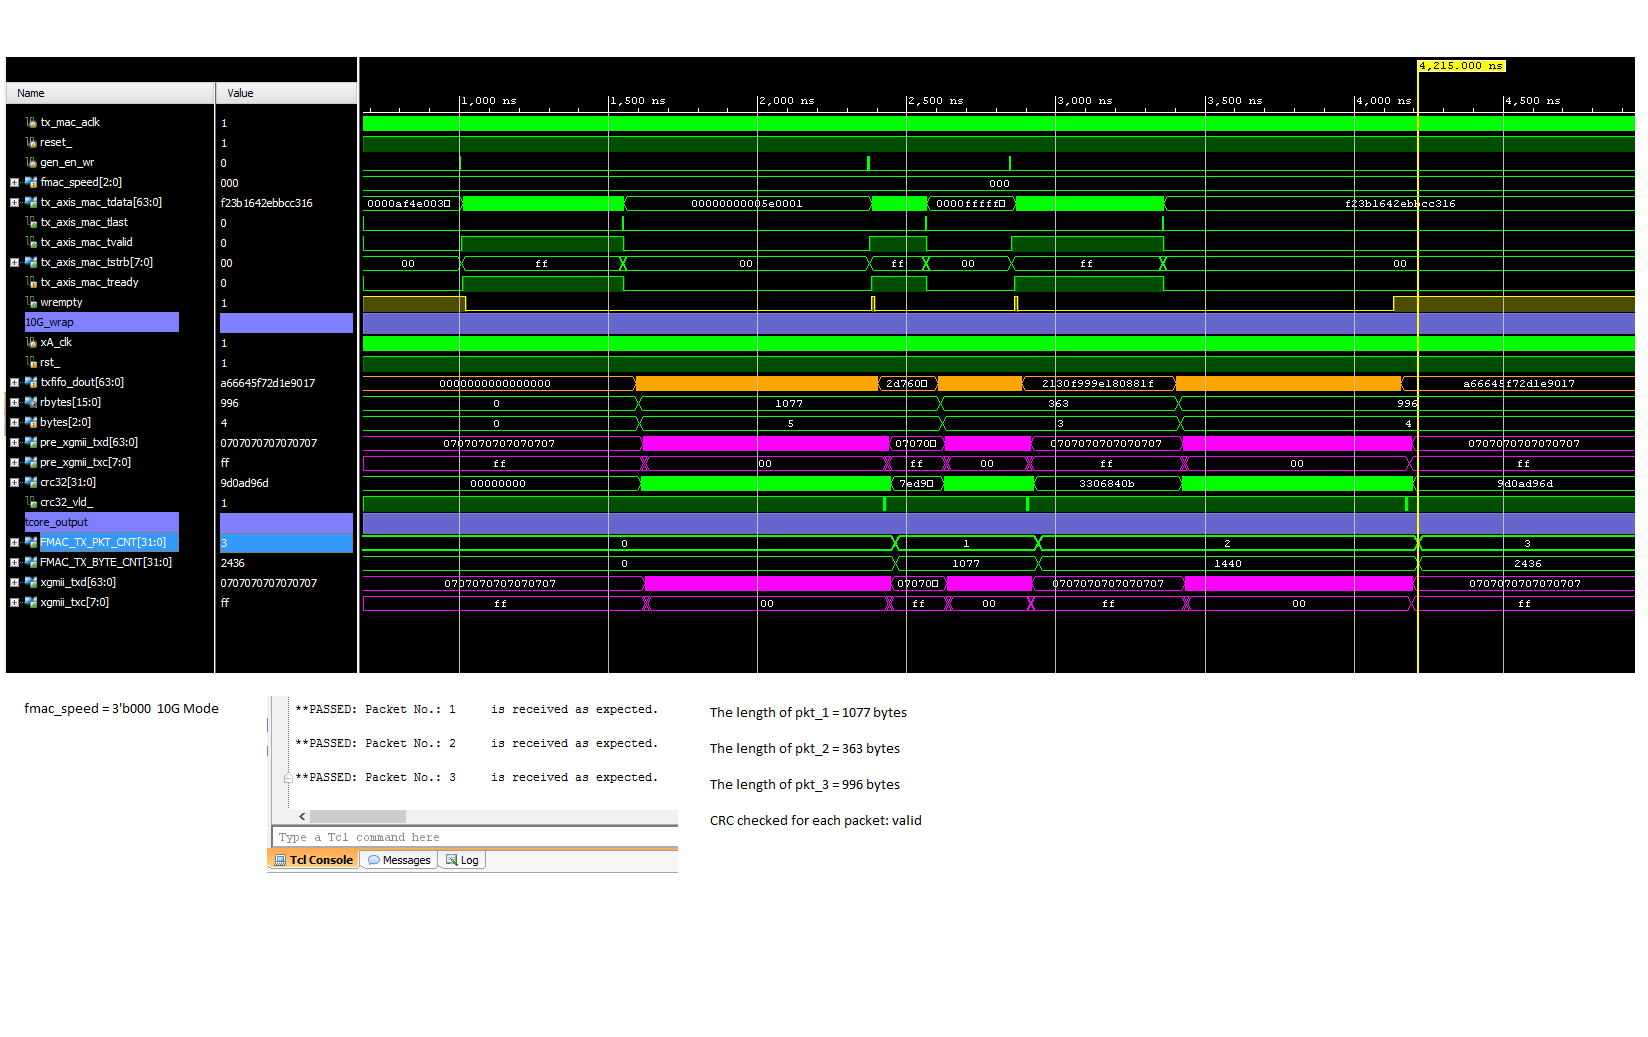 4,215.000 ns
Name Value
1,000 ns 1,500 ns 2,000 ns 2,500 ns 3,000 ns 3,500 ns 4,000 ns 4,500 ns
tx_mac_aclk 1
reset_ 1
gen_en_wr 0
fmac_speed[2:0] 000 000
tx_axis_mac_tdata[63:0] f23b1642ebbcc316 0000af4e003 00000000005e0001 0000fffff f23b1642ebbcc316
tx_axis_mac_tlast 0
tx_axis_mac_tvalid 0
tx_axis_mac_tstrb[7:0] 00 00 ff 00 ff 00 ff 00
tx_axis_mac_tready 0
wrempty 1
10G_wrap
xA_clk 1
rst_ 1
txfifo_dout[63:0] a66645f72d1e9017 0000000000000000 2d760 2130f999e180881f a66645f72d1e9017
rbytes[15:0] 996 0 1077 363 996
bytes[2:0] 4 0 5 3 4
pre_xgmii_txd[63:0] 0707070707070707 0707070707070707 07070 0707070707070707 0707070707070707
pre_xgmii_txc[7:0] ff ff 00 ff 00 ff 00 ff
crc32[31:0] 9d0ad96d 00000000 7ed9 3306840b 9d0ad96d
crc32_vld_ 1
tcore_output
FMAC_TX_PKT_CNT[31:0] 3 0 1 2 3
FMAC_TX_BYTE_CNT[31:0] 2436 0 1077 1440 2436
xgmii_txd[63:0] 0707070707070707 0707070707070707 07070 0707070707070707 0707070707070707
xgmii_txc[7:0] ff ff 00 ff 00 ff 00 ff
fmac_speed = 3'b000 10G Mode
**PASSED: Packet No.: 1 is received as expected.
**PASSED: Packet No.: 2 is received as expected.
**PASSED: Packet No.: 3 is received as expected.
Type a Tcl command here
Tcl Console Messages Log
The length of pkt_1 = 1077 bytes
The length of pkt_2 = 363 bytes
The length of pkt_3 = 996 bytes
CRC checked for each packet: valid